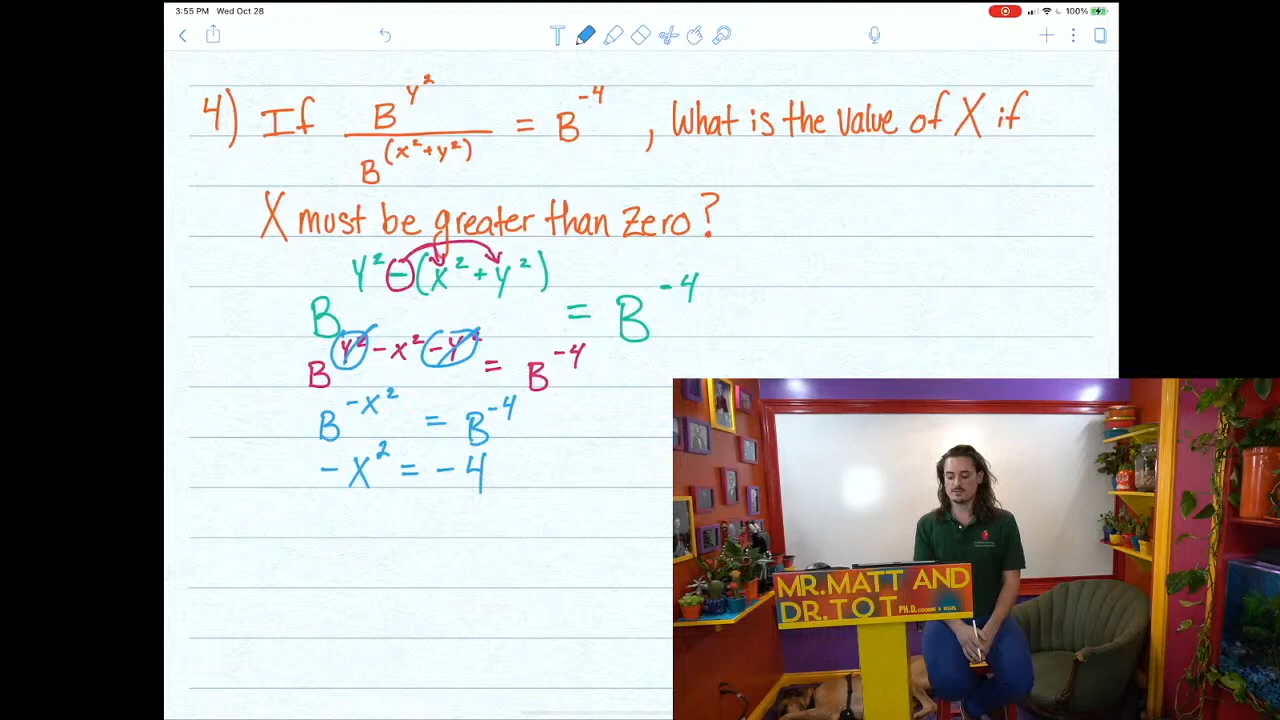 3:55 PM Wed Oct 28
100%
4) If B^y² / B^(x²+y²) = B^-4, What is the value of X if
X must be greater than Zero?
B^y²-(x²+y²) = B^-4
B^y²-x²-y² = B^-4
B^-x² = B^-4
-x² = -4
MR.MATT AND
DR.TOT PH.D.